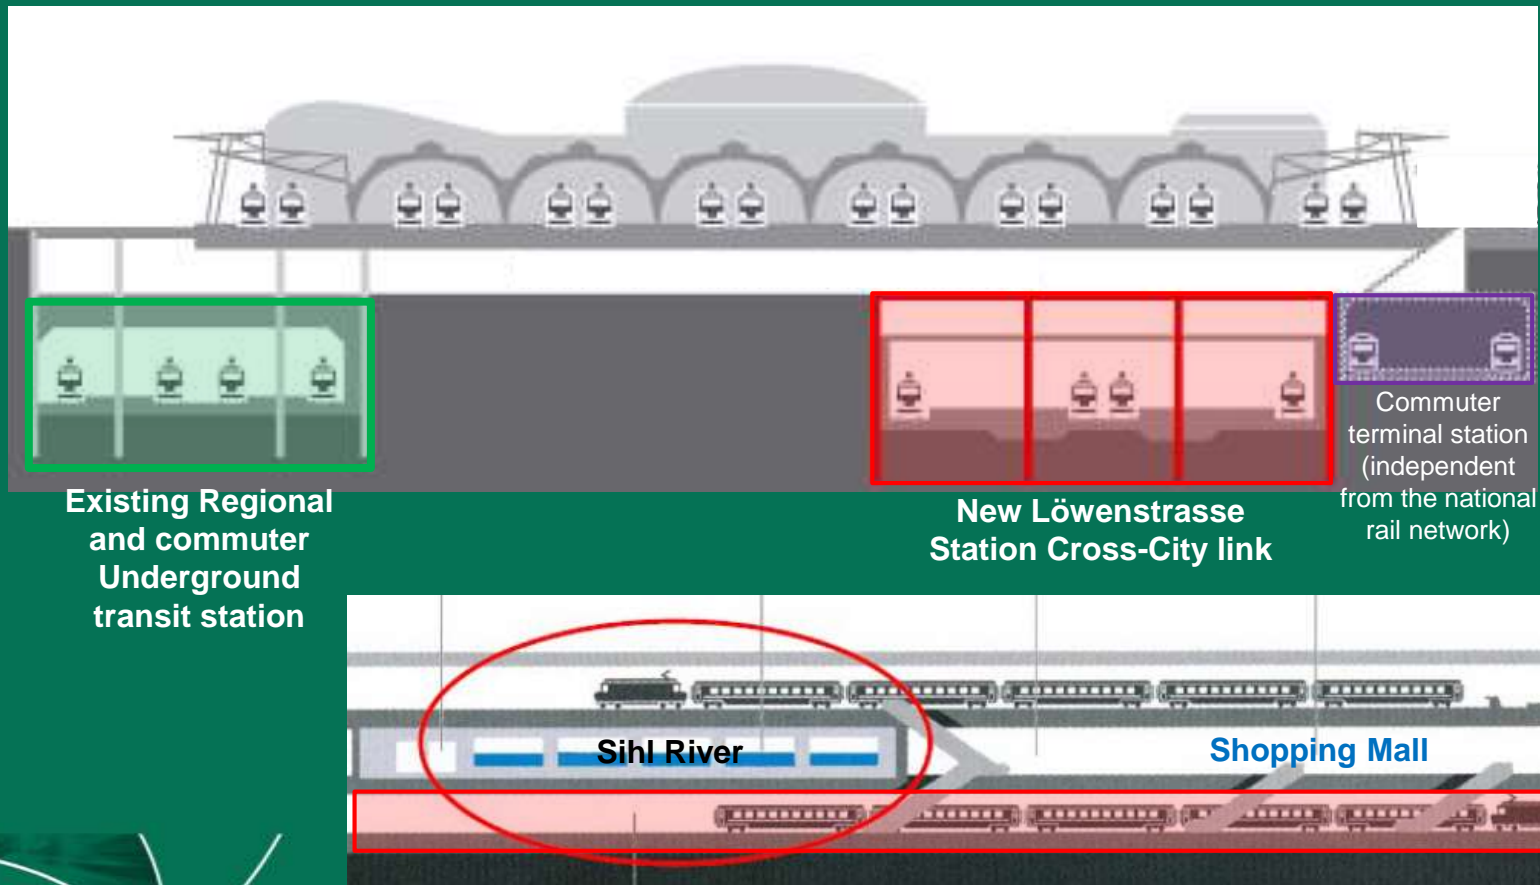 Existing Regional
and commuter
Underground
transit station
New Löwenstrasse
Station Cross-City link
Commuter
terminal station
(independent
from the national
rail network)
Sihl River
Shopping Mall